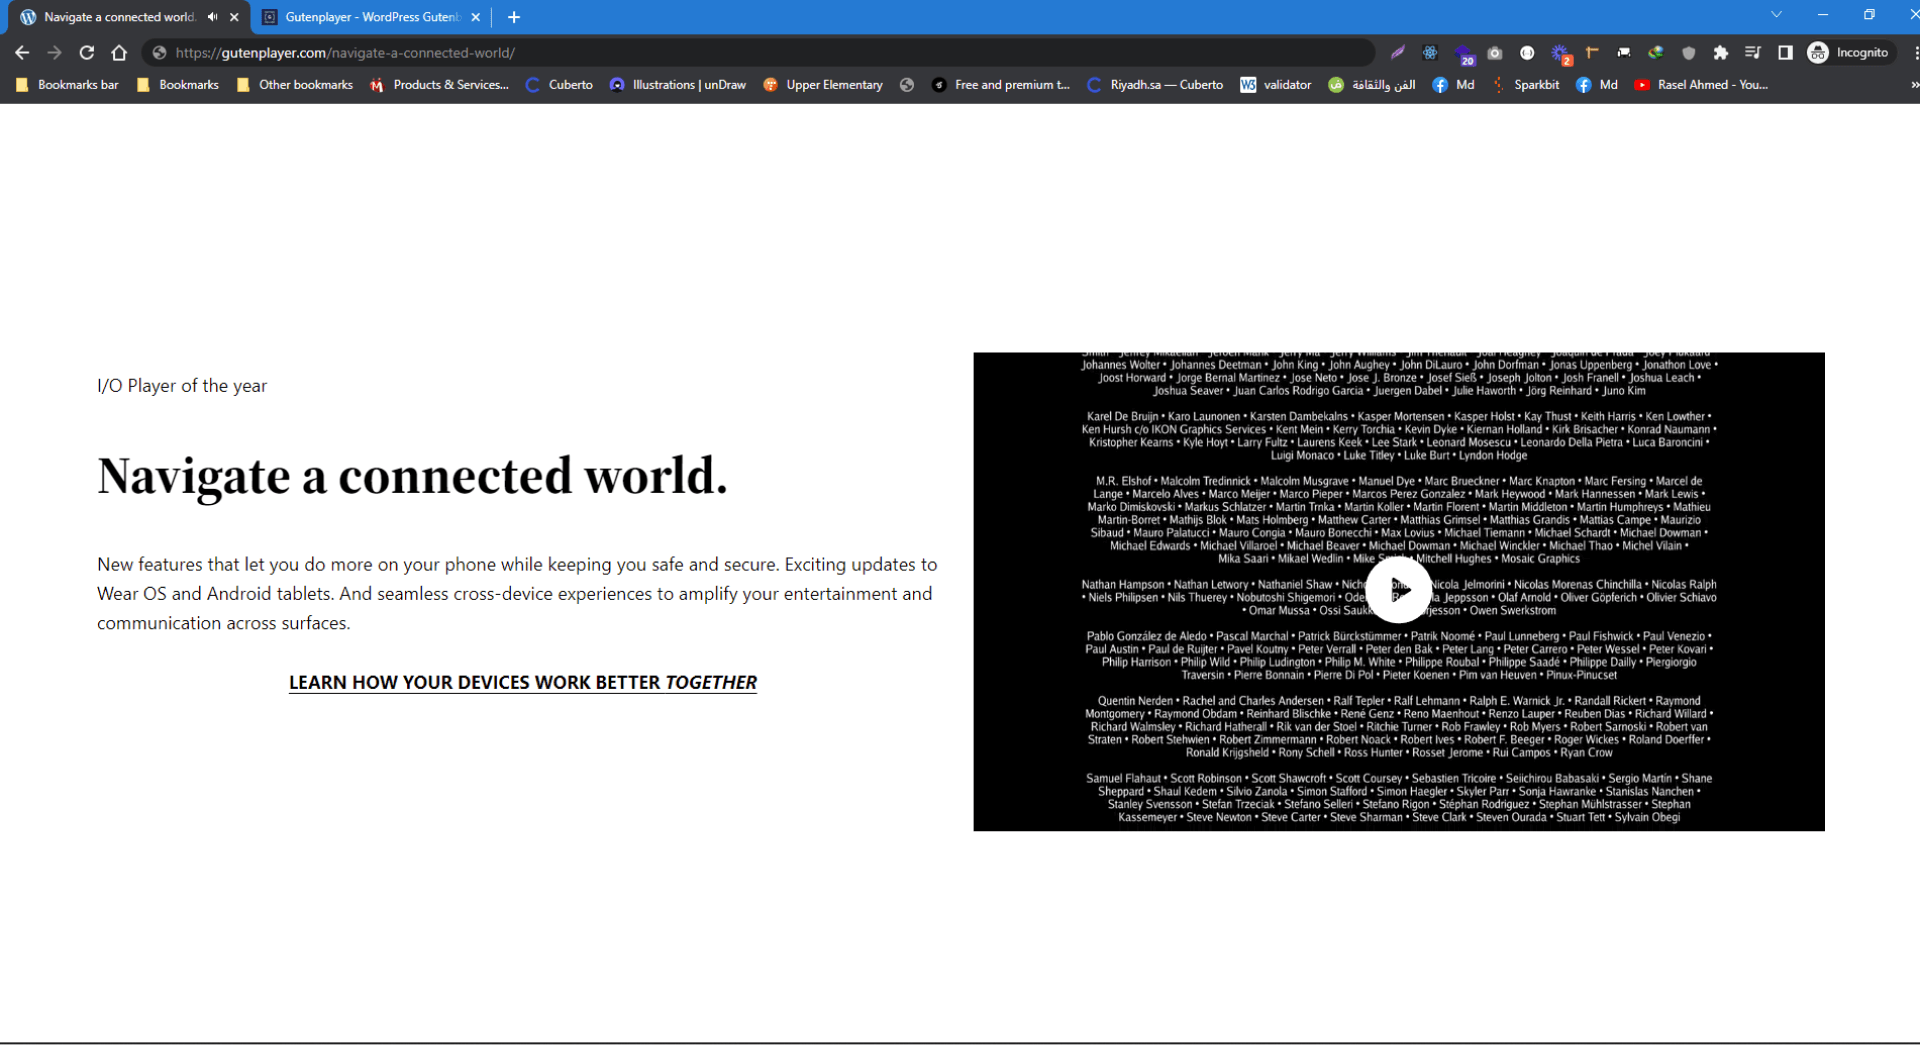 Navigate a connected world.
Gutenplayer - WordPress Gutenb
https://gutenplayer.com/navigate-a-connected-world/
20
2
Incognito
Bookmarks bar
Bookmarks
Other bookmarks
Products & Services...
Cuberto
Illustrations | unDraw
Upper Elementary
Free and premium t...
Riyadh.sa — Cuberto
validator
الفن والثقافة
Md
Sparkbit
Md
Rasel Ahmed - You...
»
I/O Player of the year
Navigate a connected world.
New features that let you do more on your phone while keeping you safe and secure. Exciting updates to
Wear OS and Android tablets. And seamless cross-device experiences to amplify your entertainment and
communication across surfaces.
LEARN HOW YOUR DEVICES WORK BETTER TOGETHER
Johannes Wolter • Johannes Deetman • John King • John Aughey • John DiLauro • John Dorfman • Jonas Uppenberg • Jonathon Love •
Joost Horward • Jorge Bernal Martinez • Jose Neto • Jose J. Bronze • Josef Sieß • Joseph Jolton • Josh Franell • Joshua Leach •
Joshua Seaver • Juan Carlos Rodrigo Garcia • Juergen Dabel • Julie Haworth • Jörg Reinhard • Juno Kim
Karel De Bruijn • Karo Launonen • Karsten Dambekalns • Kasper Mortensen • Kasper Holst • Kay Thust • Keith Harris • Ken Lowther •
Ken Hursh c/o IKON Graphics Services • Kent Mein • Kerry Torchia • Kevin Dyke • Kiernan Holland • Kirk Brisacher • Konrad Naumann •
Kristopher Kearns • Kyle Hoyt • Larry Fultz • Laurens Keek • Lee Stark • Leonard Mosescu • Leonardo Della Pietra • Luca Baroncini •
Luigi Monaco • Luke Titley • Luke Burt • Lyndon Hodge
M.R. Elshof • Malcolm Tredinnick • Malcolm Musgrave • Manuel Dye • Marc Brueckner • Marc Knapton • Marc Fersing • Marcel de
Lange • Marcelo Alves • Marco Meijer • Marco Pieper • Marcos Perez Gonzalez • Mark Heywood • Mark Hannessen • Mark Lewis •
Marko Dimiskovski • Markus Schlatzer • Martin Trnka • Martin Koller • Martin Florent • Martin Middleton • Martin Humphreys • Mathieu
Martin-Borret • Mathijs Blok • Mats Holmberg • Matthew Carter • Matthias Grimsel • Matthias Grandis • Mattias Campe • Maurizio
Sibaud • Mauro Palatucci • Mauro Congia • Mauro Bonecchi • Max Lovius • Michael Tiemann • Michael Schardt • Michael Dowman •
Michael Edwards • Michael Villaroel • Michael Beaver • Michael Dowman • Michael Winckler • Michael Thao • Michel Vilain •
Mika Saari • Mikael Wedlin • Mike Smith • Mitchell Hughes • Mosaic Graphics
Nathan Hampson • Nathan Letwory • Nathaniel Shaw • Nicola Jelmorini • Nicolas Morenas Chinchilla • Nicolas Ralph
• Niels Philipsen • Nils Thuerey • Nobutoshi Shigemori • Jeppsson • Olaf Arnold • Oliver Göpferich • Olivier Schiavo
• Omar Mussa • Ossi • Owen Swerkstrom
Pablo González de Aledo • Pascal Marchal • Patrick Bürckstümmer • Patrik Noomé • Paul Lunneberg • Paul Fishwick • Paul Venezio •
Paul Austin • Paul de Ruijter • Pavel Koutny • Peter Verrall • Peter den Bak • Peter Lang • Peter Carrero • Peter Wessel • Peter Kovari •
Philip Harrison • Philip Wild • Philip Ludington • Philip M. White • Philippe Roubal • Philippe Saadé • Philippe Dailly • Piergiorgio
Traversin • Pierre Bonnain • Pierre Di Pol • Pieter Koenen • Pim van Heuven • Pinux-Pinucset
Quentin Nerden • Rachel and Charles Andersen • Ralf Tepler • Ralf Lehmann • Ralph E. Warnick Jr. • Randall Rickert • Raymond
Montgomery • Raymond Obdam • Reinhard Blischke • René Genz • Reno Maenhout • Renzo Lauper • Reuben Dias • Richard Willard •
Richard Walmsley • Richard Hatherall • Rik van der Stoel • Ritchie Turner • Rob Frawley • Rob Myers • Robert Sarnoski • Robert van
Straten • Robert Stehwien • Robert Zimmermann • Robert Noack • Robert Ives • Robert F. Beeger • Roger Wickes • Roland Doerffer •
Ronald Krijgsheld • Rony Schell • Ross Hunter • Rosset Jerome • Rui Campos • Ryan Crow
Samuel Flahaut • Scott Robinson • Scott Shawcroft • Scott Coursey • Sebastien Tricoire • Seiichirou Babasaki • Sergio Martin • Shane
Sheppard • Shaul Kedem • Silvio Zanola • Simon Stafford • Simon Haegler • Skyler Parr • Sonja Hawranke • Stanislas Nanchen •
Stanley Svensson • Stefan Trzeciak • Stefano Selleri • Stefano Rigon • Stéphan Rodriguez • Stephan Mühlstrasser • Stephan
Kassemeyer • Steve Newton • Steve Carter • Steve Sharman • Steve Clark • Steven Ourada • Stuart Tett • Sylvain Obegi